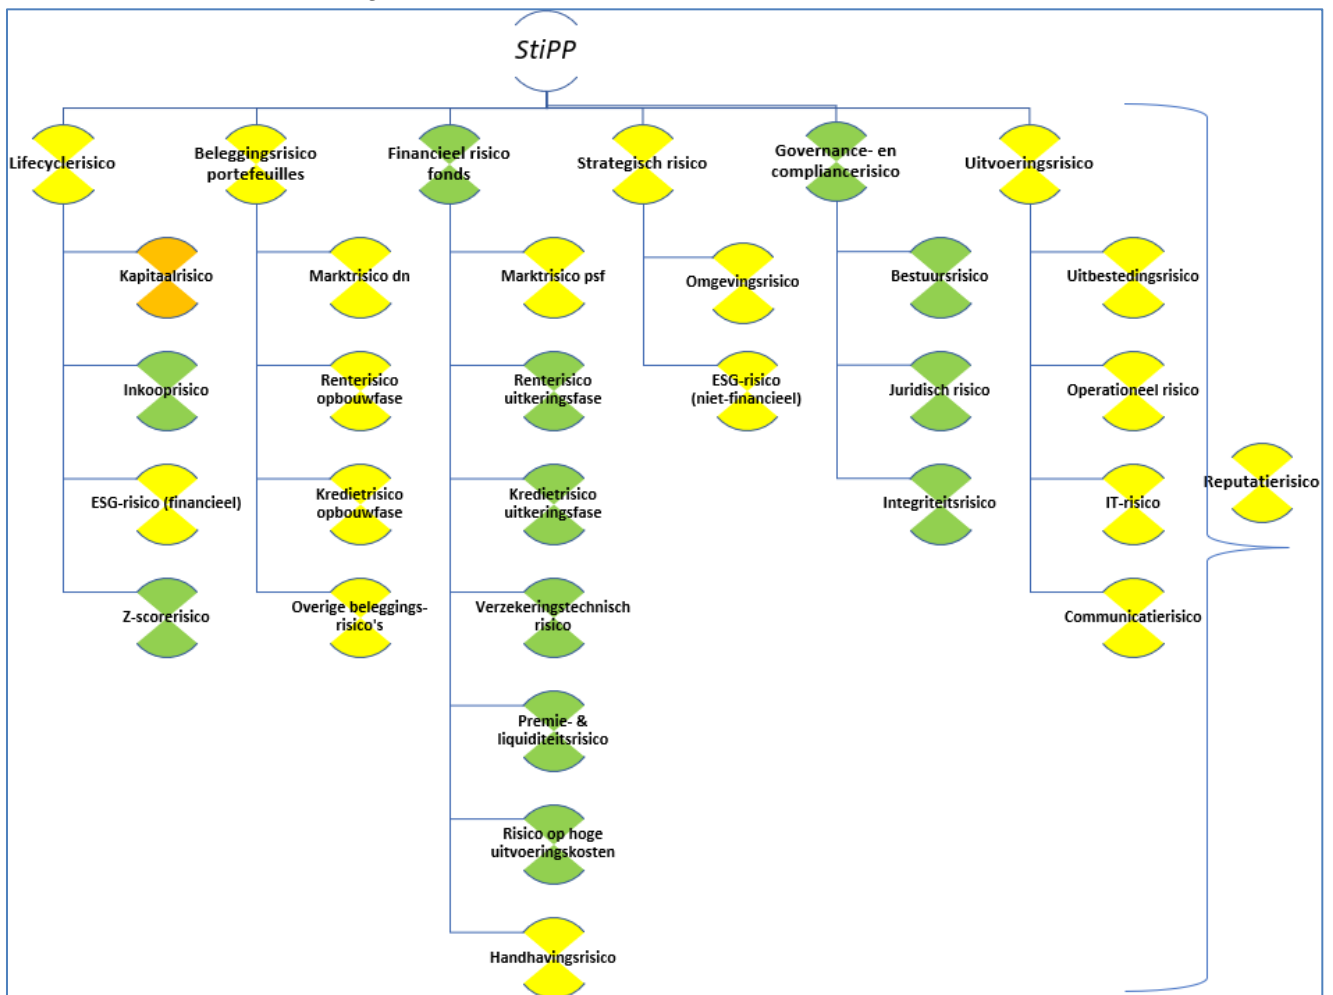 StiPP
Lifecyclerisico
Beleggingsrisico
portefeuilles
Financieel risico
fonds
Strategisch risico
Governance- en
compliancerisico
Uitvoeringsrisico
Kapitaalrisico
Inkooprisico
ESG-risico (financieel)
Z-scorerisico
Marktrisico dn
Renterisico
opbouwfase
Kredietrisico
opbouwfase
Overige beleggings-
risico's
Marktrisico psf
Renterisico
uitkeringsfase
Kredietrisico
uitkeringsfase
Verzekeringstechnisch
risico
Premie- &
liquiditeitsrisico
Risico op hoge
uitvoeringskosten
Handhavingsrisico
Omgevingsrisico
ESG-risico
(niet-financieel)
Bestuursrisico
Juridisch risico
Integriteitsrisico
Uitbestedingsrisico
Operationeel risico
IT-risico
Communicatierisico
Reputatierisico